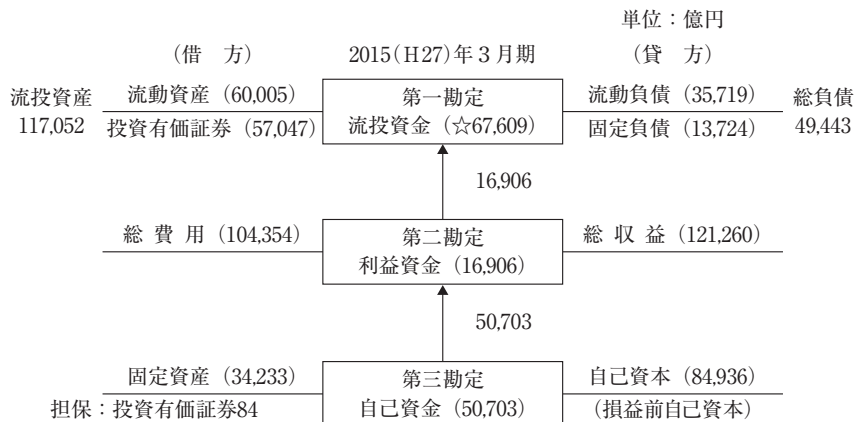 単位：億円
（借　方） 2015（H27）年３月期 （貸　方）
流投資産 流動資産（60,005） 第一勘定 流動負債（35,719） 総負債
117,052 投資有価証券（57,047） 流投資金（☆67,609） 固定負債（13,724） 49,443
16,906
総 費 用（104,354） 第二勘定 総 収 益（121,260）
利益資金（16,906）
50,703
固定資産（34,233） 第三勘定 自己資本（84,936）
担保：投資有価証券84 自己資金（50,703） （損益前自己資本）